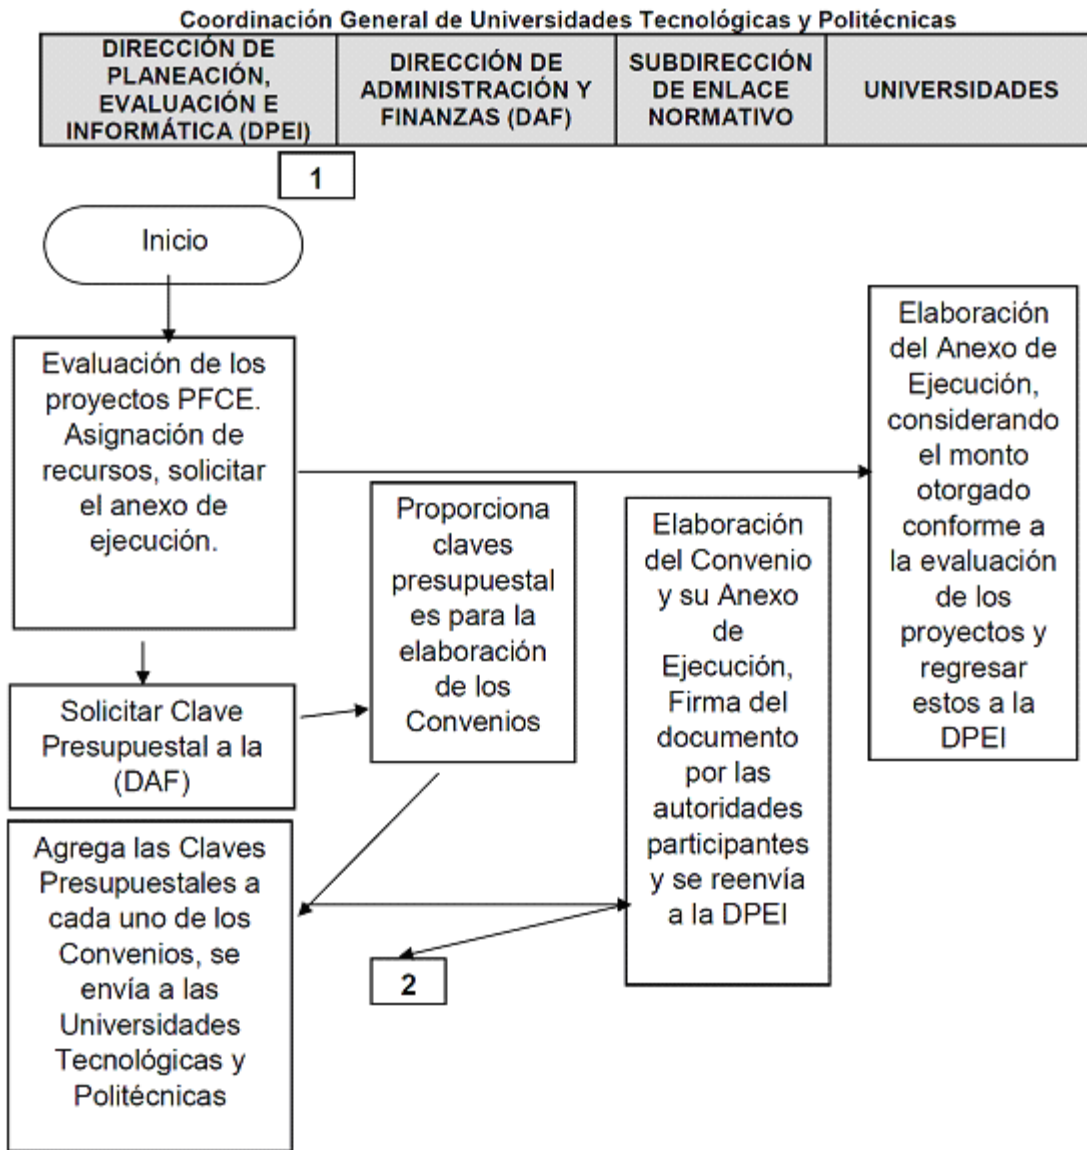 Coordinación General de Universidades Tecnológicas y Politécnicas
DIRECCIÓN DE
PLANEACIÓN,
EVALUACIÓN E
INFORMÁTICA (DPEI)
DIRECCIÓN DE
ADMINISTRACIÓN Y
FINANZAS (DAF)
SUBDIRECCIÓN
DE ENLACE
NORMATIVO
UNIVERSIDADES
1
Inicio
Evaluación de los
proyectos PFCE.
Asignación de
recursos, solicitar
el anexo de
ejecución.
Elaboración
del Anexo de
Ejecución,
considerando
el monto
otorgado
conforme a
la evaluación
de los
proyectos y
regresar
estos a la
DPEI
Solicitar Clave
Presupuestal a la
(DAF)
Proporciona
claves
presupuestal
es para la
elaboración
de los
Convenios
Elaboración
del Convenio
y su Anexo
de
Ejecución,
Firma del
documento
por las
autoridades
participantes
y se reenvía
a la DPEI
Agrega las Claves
Presupuestales a
cada uno de los
Convenios, se
envía a las
Universidades
Tecnológicas y
Politécnicas
2